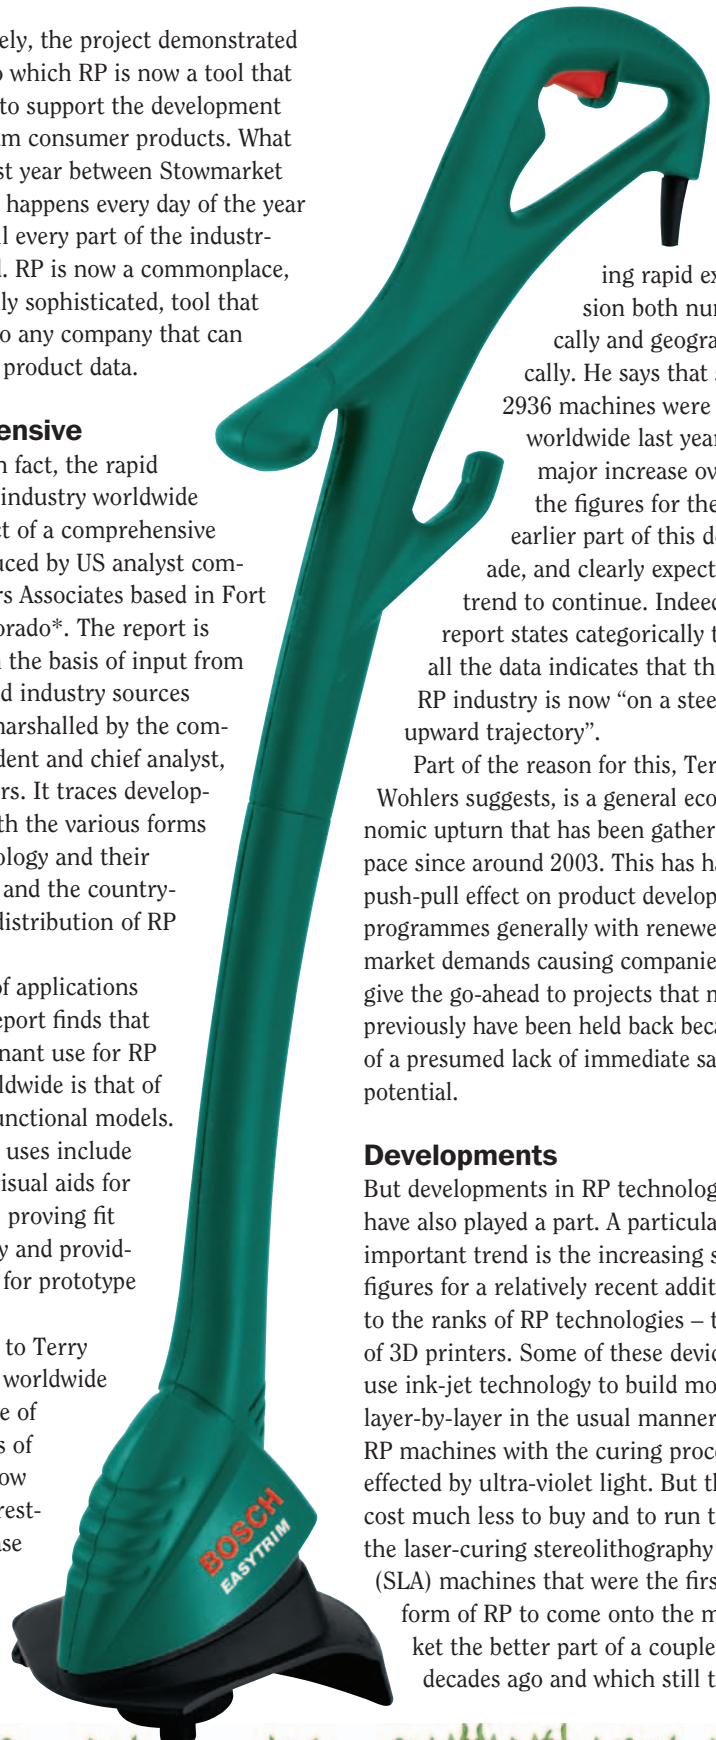 ely, the project demonstrated
o which RP is now a tool that
to support the development
am consumer products. What
st year between Stowmarket
happens every day of the year
ll every part of the industr-
d. RP is now a commonplace,
ly sophisticated, tool that
o any company that can
product data.
ensive
n fact, the rapid
industry worldwide
ct of a comprehensive
uced by US analyst com-
rs Associates based in Fort
orado*. The report is
n the basis of input from
d industry sources
marshalled by the com-
dent and chief analyst,
ers. It traces develop-
th the various forms
ology and their
and the country-
distribution of RP
of applications
eport finds that
nant use for RP
ldwide is that of
unctional models.
uses include
isual aids for
proving fit
y and provid-
for prototype
to Terry
worldwide
e of
s of
ow
rest-
ase
ing rapid ex
sion both nu
cally and geogra
cally. He says that s
2936 machines were
worldwide last year
major increase ov
the figures for the
earlier part of this de
ade, and clearly expect
trend to continue. Indeed
report states categorically t
all the data indicates that th
RP industry is now “on a stee
upward trajectory”.
Part of the reason for this, Ter
Wohlers suggests, is a general eco
nomic upturn that has been gather
pace since around 2003. This has ha
push-pull effect on product develop
programmes generally with renewe
market demands causing companie
give the go-ahead to projects that m
previously have been held back beca
of a presumed lack of immediate sa
potential.
Developments
But developments in RP technolog
have also played a part. A particula
important trend is the increasing s
figures for a relatively recent addit
to the ranks of RP technologies – t
of 3D printers. Some of these devic
use ink-jet technology to build mo
layer-by-layer in the usual manner
RP machines with the curing proce
effected by ultra-violet light. But th
cost much less to buy and to run t
the laser-curing stereolithography
(SLA) machines that were the firs
form of RP to come onto the m
ket the better part of a couple
decades ago and which still t
BOSCH
EASYTRIM